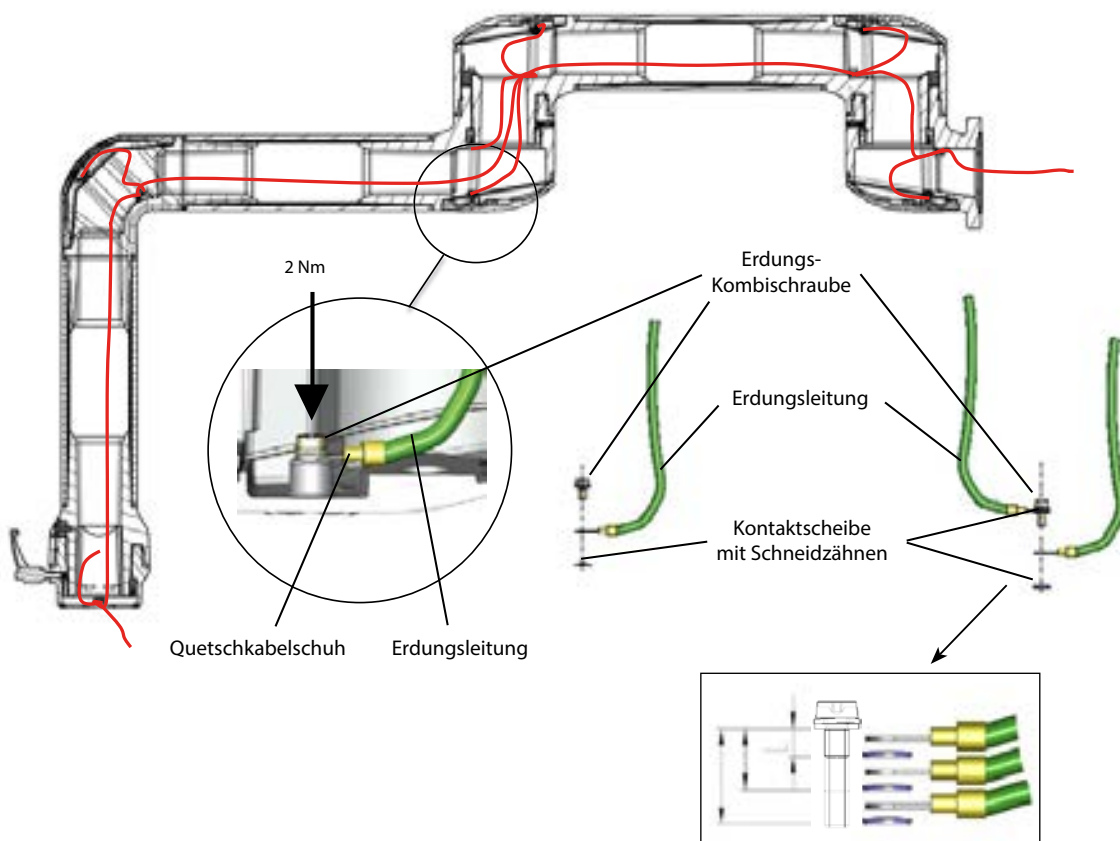 2 Nm
Erdungs-
Kombischraube
Erdungsleitung
Kontaktscheibe
mit Schneidzähnen
Quetschkabelschuh
Erdungsleitung